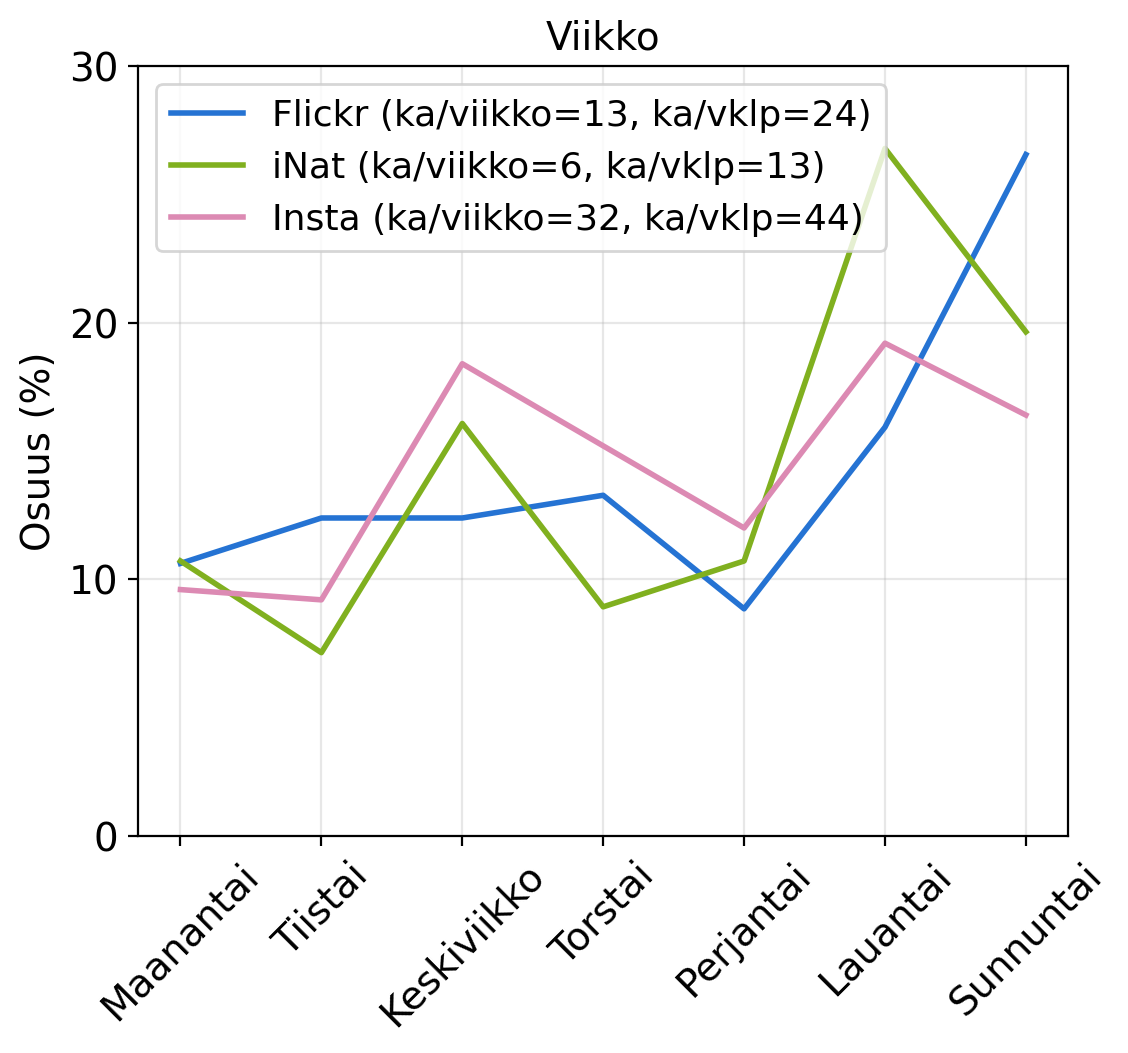 Viikko
Flickr (ka/viikko=13, ka/vklp=24)
iNat (ka/viikko=6, ka/vklp=13)
Insta (ka/viikko=32, ka/vklp=44)
Osuus (%)
30
20
10
0
Maanantai
Tiistai
Keskiviikko
Torstai
Perjantai
Lauantai
Sunnuntai